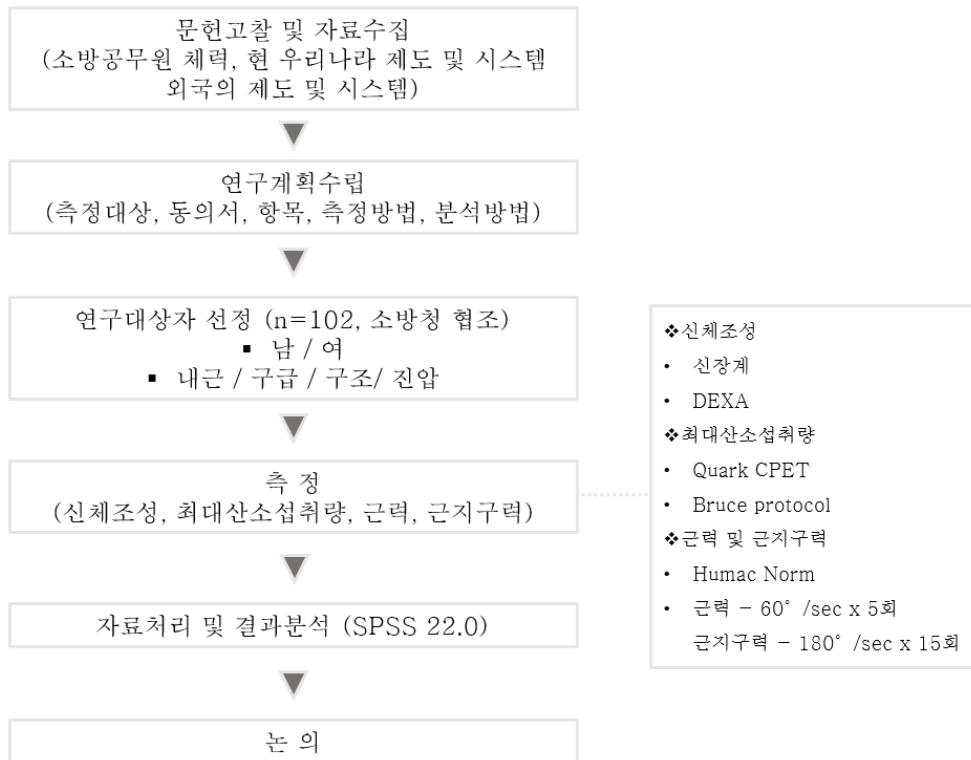 문헌고찰 및 자료수집
(소방공무원 체력, 현 우리나라 제도 및 시스템
외국의 제도 및 시스템)
연구계획수립
(측정대상, 동의서, 항목, 측정방법, 분석방법)
연구대상자 선정 (n=102, 소방청 협조)
▪ 남 / 여
▪ 내근 / 구급 / 구조/ 진압
측 정
(신체조성, 최대산소섭취량, 근력, 근지구력)
자료처리 및 결과분석 (SPSS 22.0)
논 의
❖신체조성
• 신장계
• DEXA
❖최대산소섭취량
• Quark CPET
• Bruce protocol
❖근력 및 근지구력
• Humac Norm
• 근력 - 60° /sec x 5회
근지구력 - 180° /sec x 15회